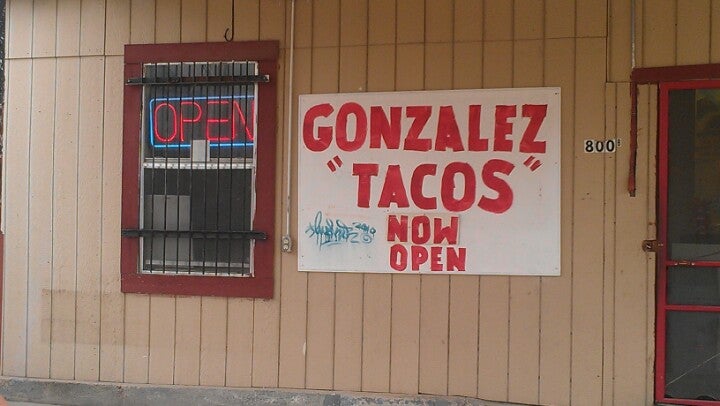 OPEN
GONZALEZ
"TACOS"
NOW
OPEN
800 B